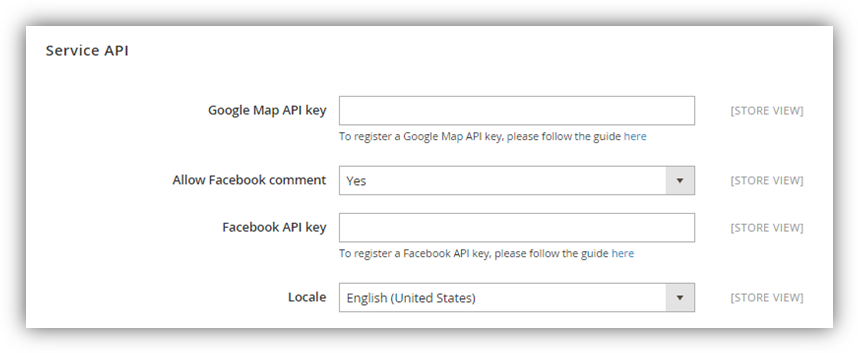 Service API
Google Map API key [STORE VIEW]
To register a Google Map API key, please follow the guide here
Allow Facebook comment Yes [STORE VIEW]
Facebook API key [STORE VIEW]
To register a Facebook API key, please follow the guide here
Locale English (United States) [STORE VIEW]